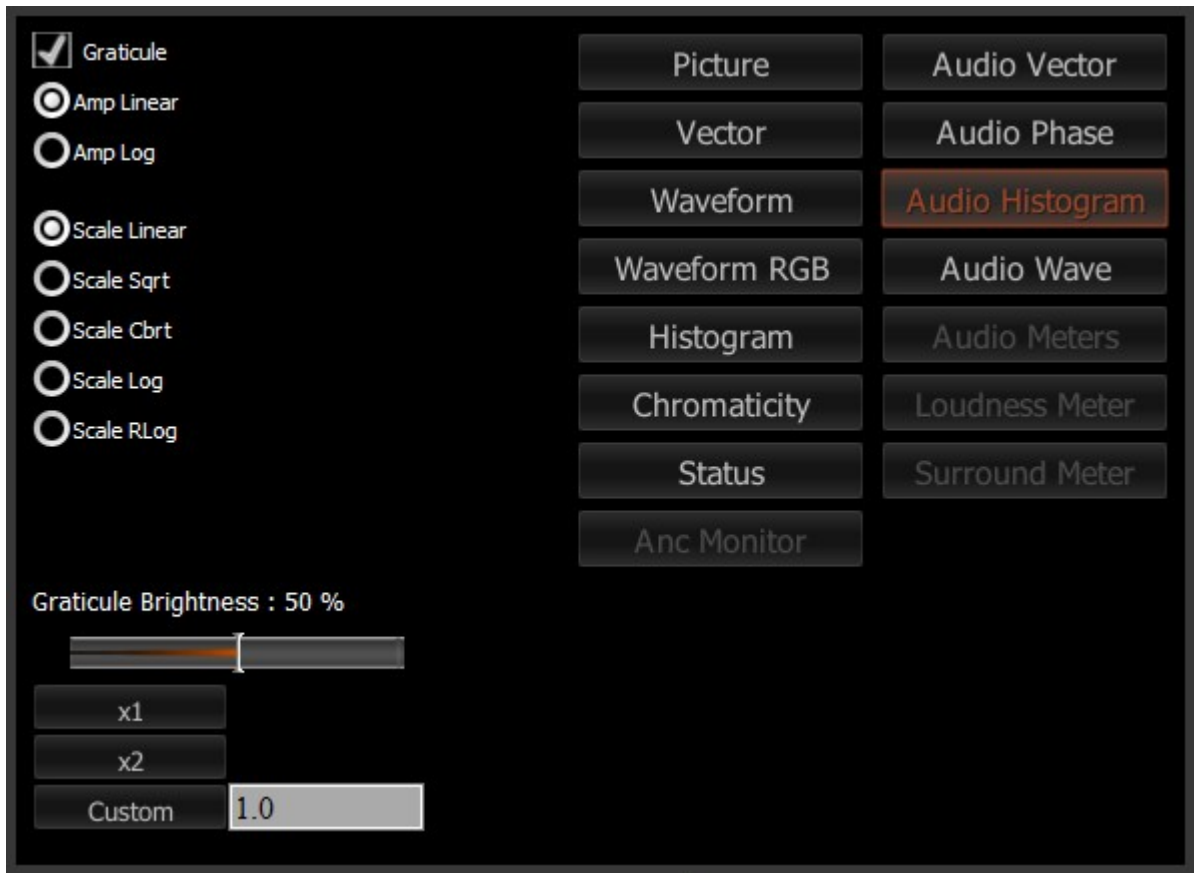 Graticule
Amp Linear
Amp Log
Scale Linear
Scale Sqrt
Scale Cbrt
Scale Log
Scale RLog
Graticule Brightness : 50 %
x1
x2
Custom
1.0
Picture
Vector
Waveform
Waveform RGB
Histogram
Chromaticity
Status
Anc Monitor
Audio Vector
Audio Phase
Audio Histogram
Audio Wave
Audio Meters
Loudness Meter
Surround Meter